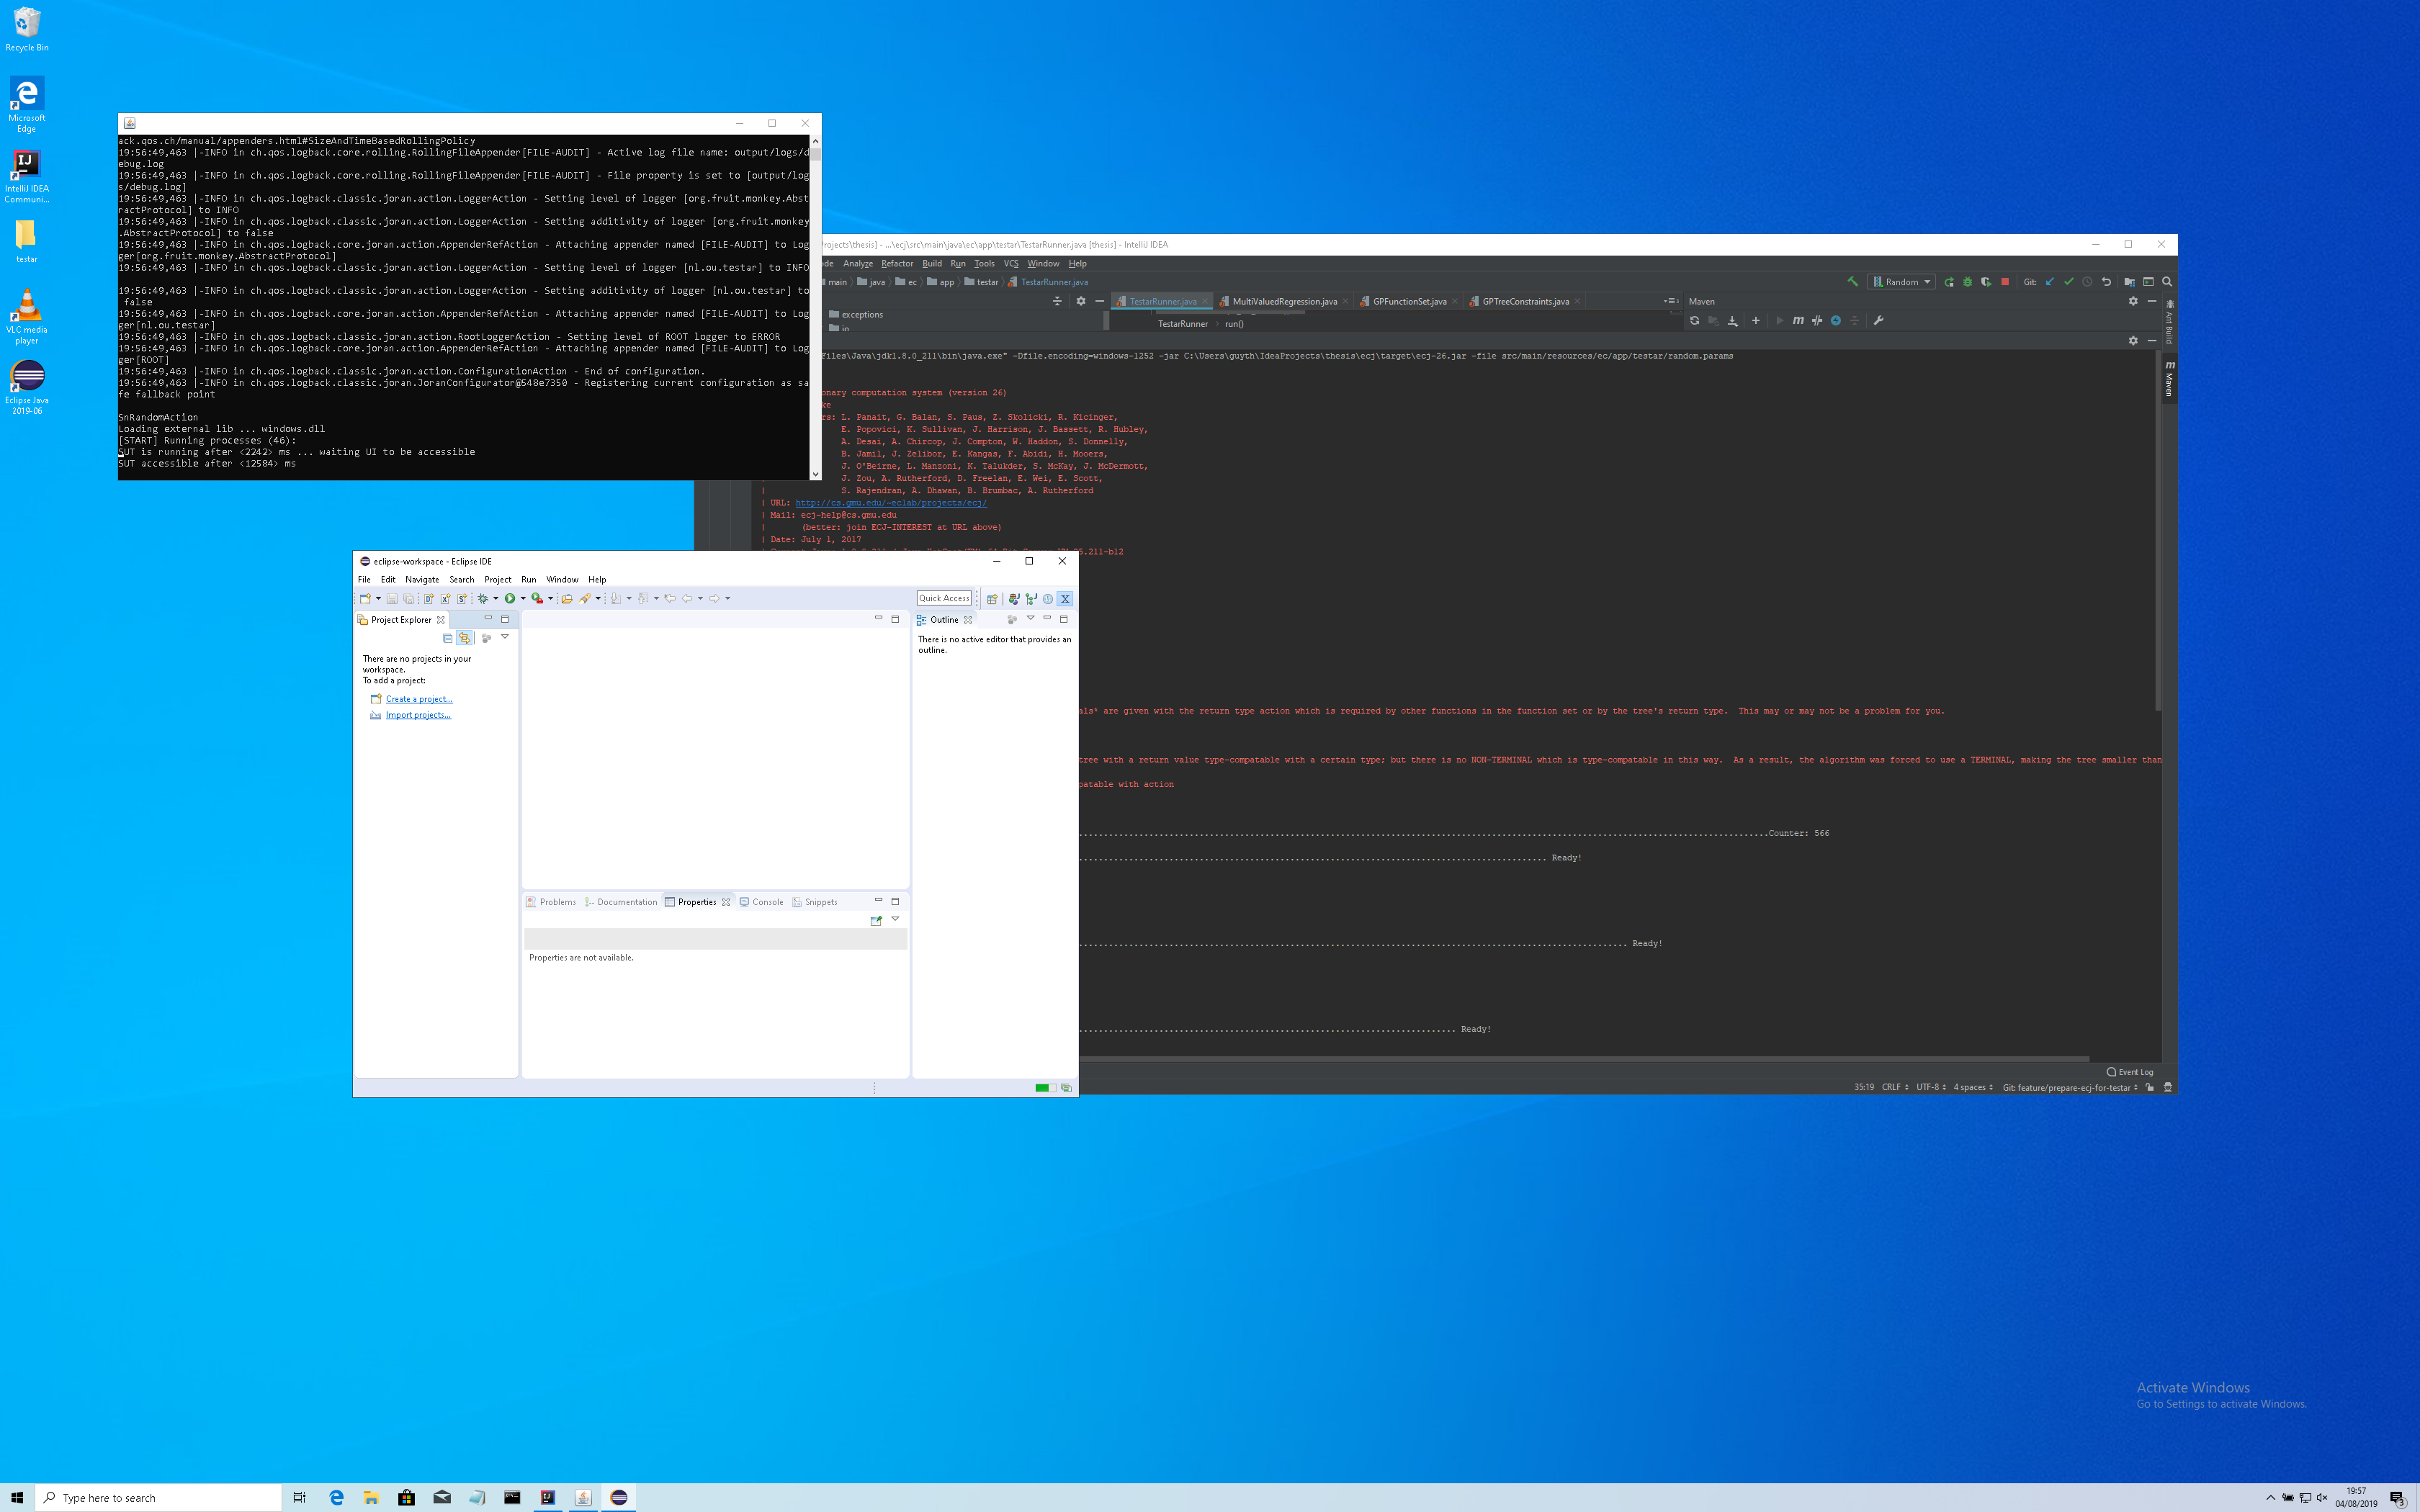 Recycle Bin
Microsoft
Edge
IntelliJ IDEA
Communi...
testar
VLC media
player
Eclipse Java
2019-06
ack.qos.ch/manual/appenders.html#SizeAndTimeBasedRollingPolicy
19:56:49,463 |-INFO in ch.qos.logback.core.rolling.RollingFileAppender[FILE-AUDIT] - Active log file name: output/logs/d
ebug.log
19:56:49,463 |-INFO in ch.qos.logback.core.rolling.RollingFileAppender[FILE-AUDIT] - File property is set to [output/log
s/debug.log]
19:56:49,463 |-INFO in ch.qos.logback.classic.joran.action.LoggerAction - Setting level of logger [org.fruit.monkey.Abst
ractProtocol] to INFO
19:56:49,463 |-INFO in ch.qos.logback.classic.joran.action.LoggerAction - Setting additivity of logger [org.fruit.monkey
.AbstractProtocol] to false
19:56:49,463 |-INFO in ch.qos.logback.core.joran.action.AppenderRefAction - Attaching appender named [FILE-AUDIT] to Log
ger[org.fruit.monkey.AbstractProtocol]
19:56:49,463 |-INFO in ch.qos.logback.classic.joran.action.LoggerAction - Setting level of logger [nl.ou.testar] to INFO
19:56:49,463 |-INFO in ch.qos.logback.classic.joran.action.LoggerAction - Setting additivity of logger [nl.ou.testar] to
false
19:56:49,463 |-INFO in ch.qos.logback.core.joran.action.AppenderRefAction - Attaching appender named [FILE-AUDIT] to Log
ger[nl.ou.testar]
19:56:49,463 |-INFO in ch.qos.logback.classic.joran.action.RootLoggerAction - Setting level of ROOT logger to ERROR
19:56:49,463 |-INFO in ch.qos.logback.core.joran.action.AppenderRefAction - Attaching appender named [FILE-AUDIT] to Log
ger[ROOT]
19:56:49,463 |-INFO in ch.qos.logback.classic.joran.action.ConfigurationAction - End of configuration.
19:56:49,463 |-INFO in ch.qos.logback.classic.joran.JoranConfigurator@548e7350 - Registering current configuration as sa
fe fallback point
SnRandomAction
Loading external lib ... windows.dll
[START] Running processes (46):
SUT is running after <2242> ms ... waiting UI to be accessible
SUT accessible after <12584> ms
rojects\thesis] - ...\ecj\src\main\java\ec\app\testar\TestarRunner.java [thesis] - IntelliJ IDEA
de Analyze Refactor Build Run Tools VCS Window Help
main java ec app testar TestarRunner.java Random Git:
TestarRunner.java MultiValuedRegression.java GPFunctionSet.java GPTreeConstraints.java Maven
exceptions
io
TestarRunner run()
Ant Build
Maven
Files\Java\jdk1.8.0_211\bin\java.exe" -Dfile.encoding=windows-1252 -jar C:\Users\guyth\IdeaProjects\thesis\ecj\target\ecj-26.jar -file src/main/resources/ec/app/testar/random.params
onary computation system (version 26)
ke
rs: L. Panait, G. Balan, S. Paus, Z. Skolicki, R. Kicinger,
E. Popovici, K. Sullivan, J. Harrison, J. Bassett, R. Hubley,
A. Desai, A. Chircop, J. Compton, W. Haddon, S. Donnelly,
B. Jamil, J. Zelibor, E. Kangas, F. Abidi, H. Mooers,
J. O'Beirne, L. Manzoni, K. Talukder, S. McKay, J. McDermott,
J. Zou, A. Rutherford, D. Freelan, E. Wei, E. Scott,
| S. Rajendran, A. Dhawan, B. Brumbac, A. Rutherford
| URL: http://cs.gmu.edu/~eclab/projects/ecj/
| Mail: ecj-help@cs.gmu.edu
| (better: join ECJ-INTEREST at URL above)
| Date: July 1, 2017
5.211-b12
als* are given with the return type action which is required by other functions in the function set or by the tree's return type. This may or may not be a problem for you.
tree with a return value type-compatable with a certain type; but there is no NON-TERMINAL which is type-compatable in this way. As a result, the algorithm was forced to use a TERMINAL, making the tree smaller than
patable with action
Counter: 566
Ready!
Ready!
Ready!
Event Log
35:19 CRLF UTF-8 4 spaces Git: feature/prepare-ecj-for-testar
eclipse-workspace - Eclipse IDE
File Edit Navigate Search Project Run Window Help
Quick Access
Project Explorer
Outline
There are no projects in your
workspace.
To add a project:
Create a project...
Import projects...
There is no active editor that provides an
outline.
Problems Documentation Properties Console Snippets
Properties are not available.
Activate Windows
Go to Settings to activate Windows.
Type here to search
19:57
04/08/2019
3